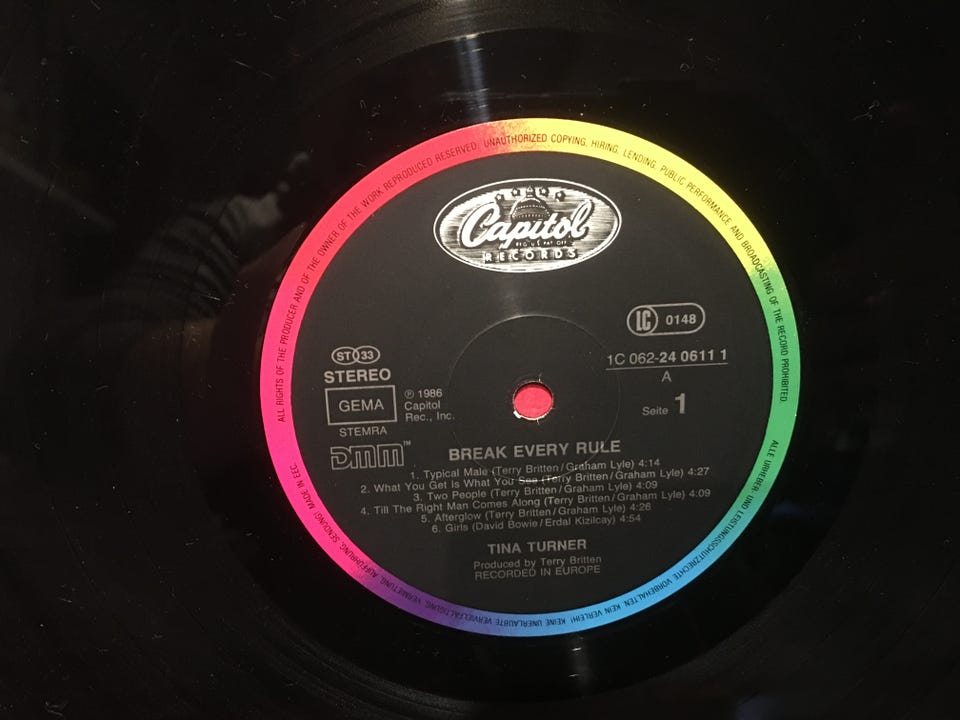 ALL RIGHTS OF THE PRODUCER AND OF THE OWNER OF THE WORK REPRODUCED RESERVED. UNAUTHORIZED COPYING, HIRING, LENDING, PUBLIC PERFORMANCE AND BROADCASTING OF THE RECORD PROHIBITED.
Capitol
REG. U.S. PAT. OFF.
RECORDS
LC 0148
1C 062-24 0611 1
A
Seite 1
ST 33
STEREO
GEMA
STEMRA
DMM™
℗ 1986
Capitol
Rec., Inc.
BREAK EVERY RULE
1. Typical Male (Terry Britten/Graham Lyle) 4:14
2. What You Get Is What You See (Terry Britten/Graham Lyle) 4:27
3. Two People (Terry Britten/Graham Lyle) 4:09
4. Till The Right Man Comes Along (Terry Britten/Graham Lyle) 4:09
5. Afterglow (Terry Britten/Graham Lyle) 4:26
6. Girls (David Bowie/Erdal Kizilcay) 4:54
TINA TURNER
Produced by Terry Britten
RECORDED IN EUROPE
ALLE URHEBER- UND LEISTUNGSSCHUTZRECHTE VORBEHALTEN. KEIN VERLEIH! KEINE UNERLAUBTE VERVIELFÄLTIGUNG, VERMIETUNG, AUFFÜHRUNG, SENDUNG! MADE IN EEC.